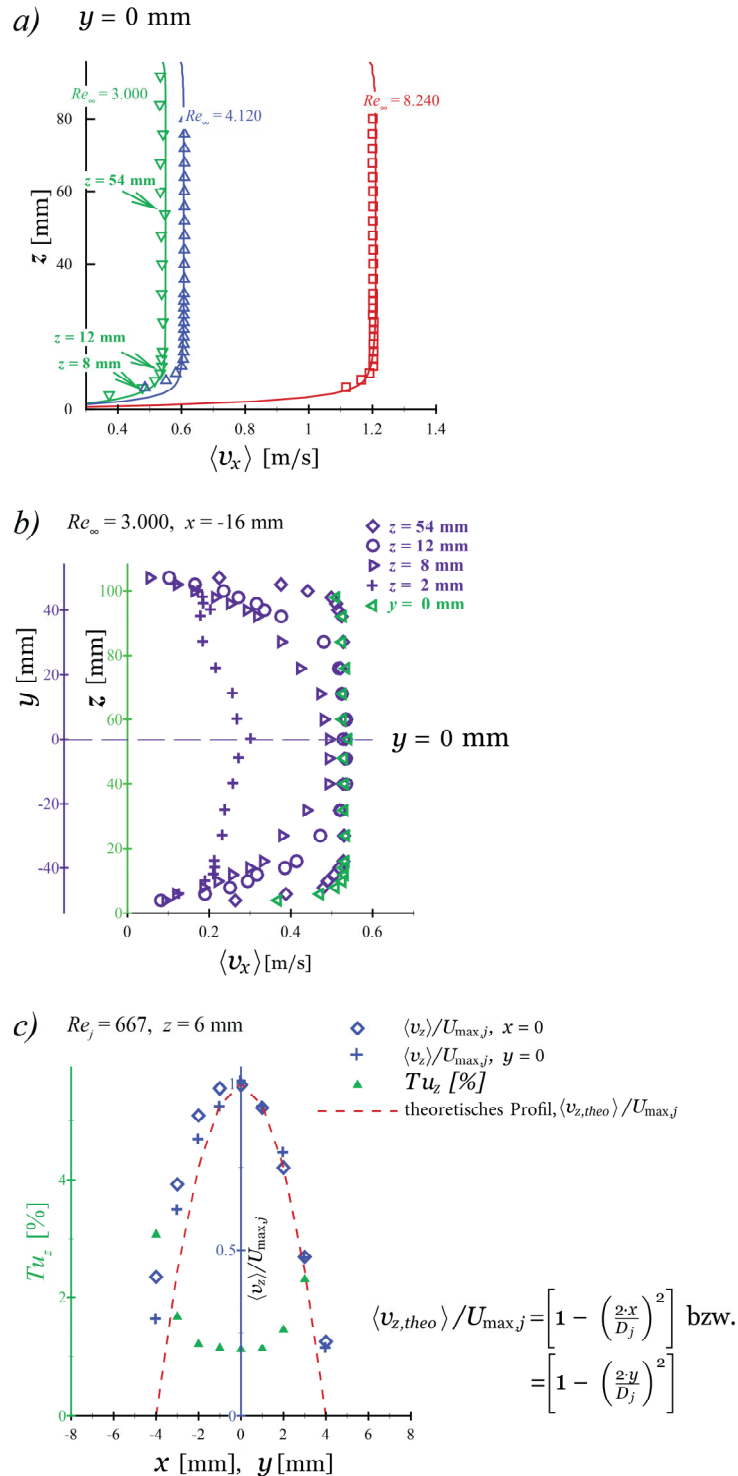 a) y = 0 mm
Re∞ = 3.000
Re∞ = 4.120
Re∞ = 8.240
z = 54 mm
z = 12 mm
z = 8 mm
z [mm]
80
60
40
0
0.4 0.6 0.8 1 1.2 1.4
⟨vx⟩ [m/s]
b) Re∞ = 3.000, x = -16 mm
z = 54 mm
z = 12 mm
z = 8 mm
z = 2 mm
y = 0 mm
y [mm]
40
20
0
-20
-40
z [mm]
100
80
60
40
20
0
y = 0 mm
0 0.2 0.4 0.6
⟨vx⟩ [m/s]
c) Rej = 667, z = 6 mm
⟨vz⟩/Umax,j, x = 0
⟨vz⟩/Umax,j, y = 0
Tuz [%]
theoretisches Profil,⟨vz,theo⟩/Umax,j
Tuz [%]
4
2
0
⟨vz⟩/Umax,j
1
0.5
0
⟨vz,theo⟩/Umax,j = [1 − (2·x/Dj)²] bzw.
= [1 − (2·y/Dj)²]
-8 -6 -4 -2 0 2 4 6 8
x [mm], y [mm]